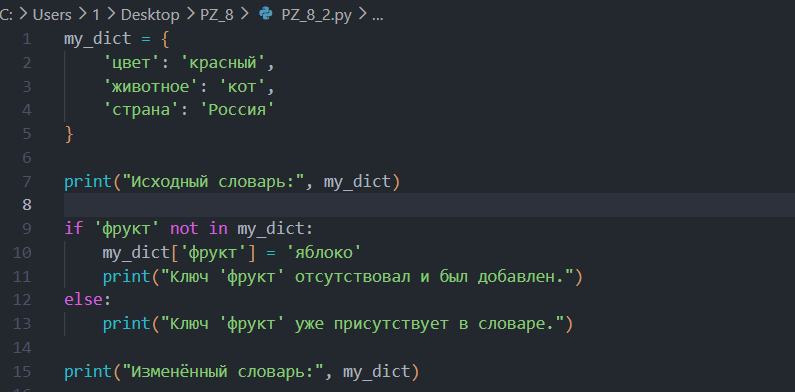 C: > Users > 1 > Desktop > PZ_8 > PZ_8_2.py > ...
1 my_dict = {
2     'цвет': 'красный',
3     'животное': 'кот',
4     'страна': 'Россия'
5 }
6
7 print("Исходный словарь:", my_dict)
8
9 if 'фрукт' not in my_dict:
10     my_dict['фрукт'] = 'яблоко'
11     print("Ключ 'фрукт' отсутствовал и был добавлен.")
12 else:
13     print("Ключ 'фрукт' уже присутствует в словаре.")
14
15 print("Изменённый словарь:", my_dict)